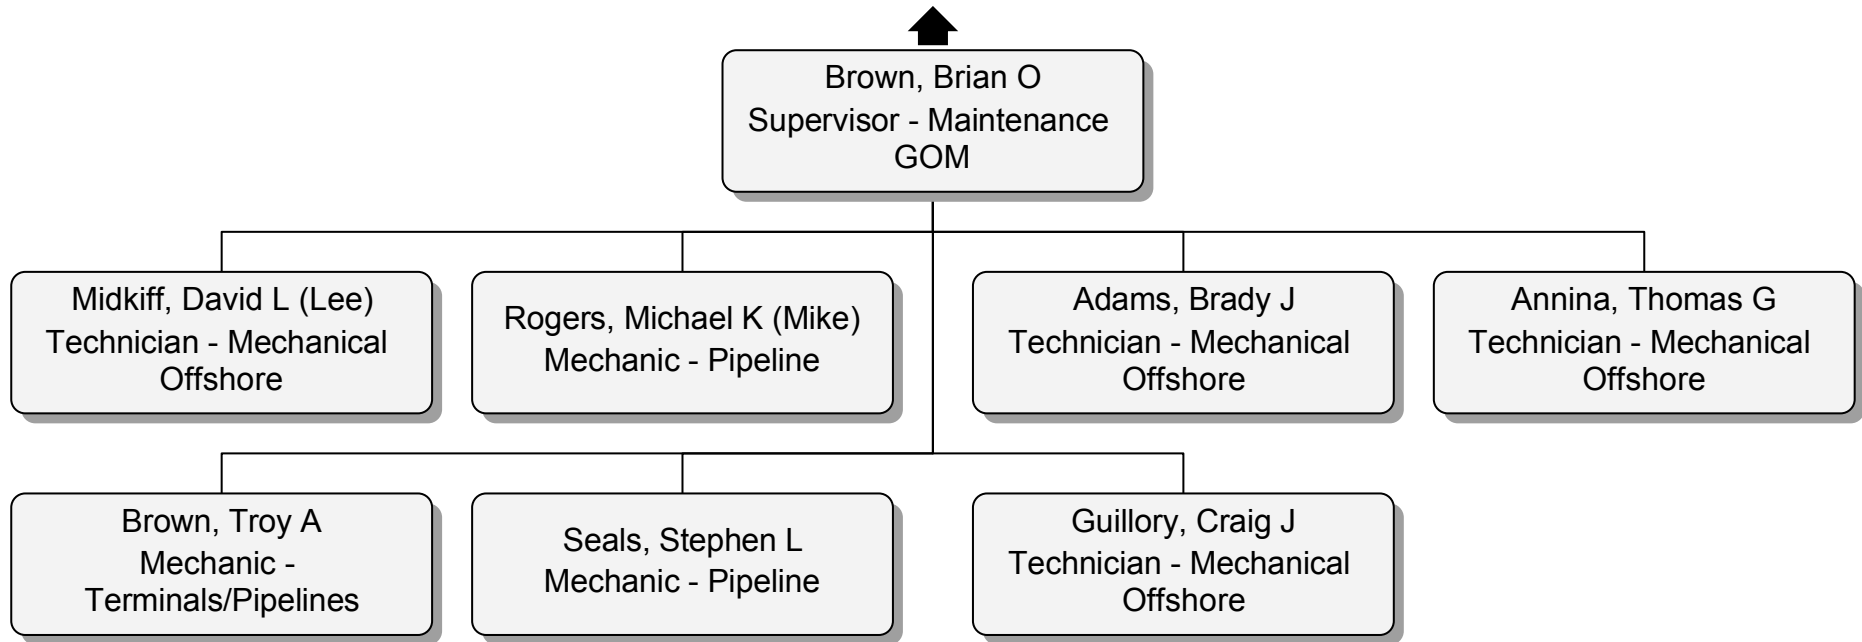 Brown, Brian O
Supervisor - Maintenance
GOM
Midkiff, David L (Lee)
Technician - Mechanical
Offshore
Rogers, Michael K (Mike)
Mechanic - Pipeline
Adams, Brady J
Technician - Mechanical
Offshore
Annina, Thomas G
Technician - Mechanical
Offshore
Brown, Troy A
Mechanic -
Terminals/Pipelines
Seals, Stephen L
Mechanic - Pipeline
Guillory, Craig J
Technician - Mechanical
Offshore